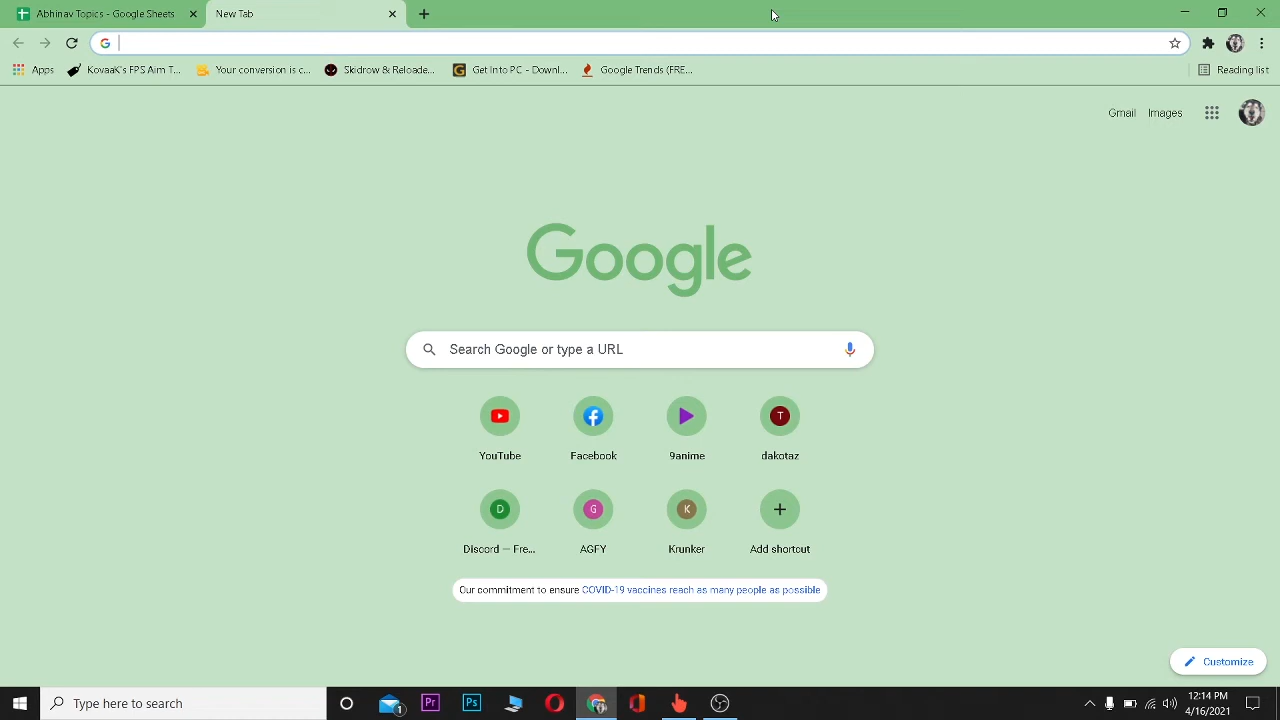 Abhinav Topics - Google Sheets
New Tab
Apps
KovaaK's FPS Aim T...
Your conversion is c...
Skidrow & Reloade...
Get Into PC - Downl...
Google Trends (FRE...
Reading list
Gmail
Images
Google
Search Google or type a URL
YouTube
Facebook
9anime
T
dakotaz
D
Discord — Fre...
G
AGFY
K
Krunker
Add shortcut
Our commitment to ensure COVID-19 vaccines reach as many people as possible
Customize
Type here to search
1
Pr
Ps
12:14 PM
4/16/2021